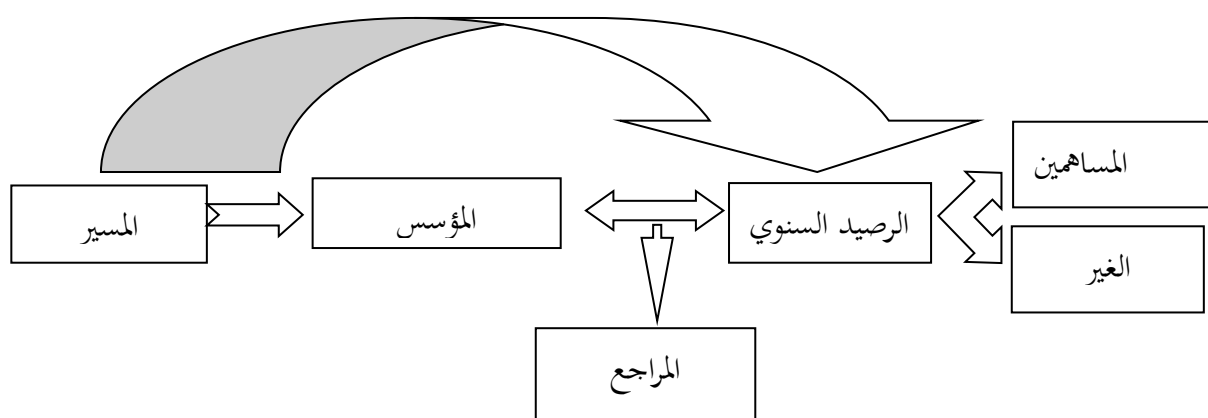 المساهمين
المسير
المؤسس
الرصيد السنوي
الغير
المراجع